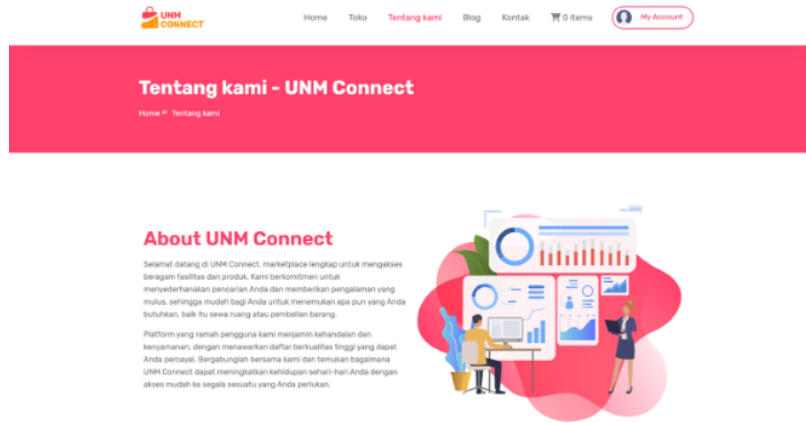 UNM
CONNECT
Home Toko Tentang kami Blog Kontak 0 items My Account
Tentang kami - UNM Connect
Home » Tentang kami
About UNM Connect
Selamat datang di UNM Connect, marketplace lengkap untuk mengakses
beragam fasilitas dan produk. Kami berkomitmen untuk
menyederhanakan pencarian Anda dan memberikan pengalaman yang
mulus, sehingga mudah bagi Anda untuk menemukan apa pun yang Anda
butuhkan, baik itu sewa ruang atau pembelian barang.
Platform yang ramah pengguna kami menjamin kehandalan dan
kenyamanan, dengan menawarkan daftar berkualitas tinggi yang dapat
Anda percayai. Bergabunglah bersama kami dan temukan bagaimana
UNM Connect dapat meningkatkan kehidupan sehari-hari Anda dengan
akses mudah ke segala sesuatu yang Anda perlukan.